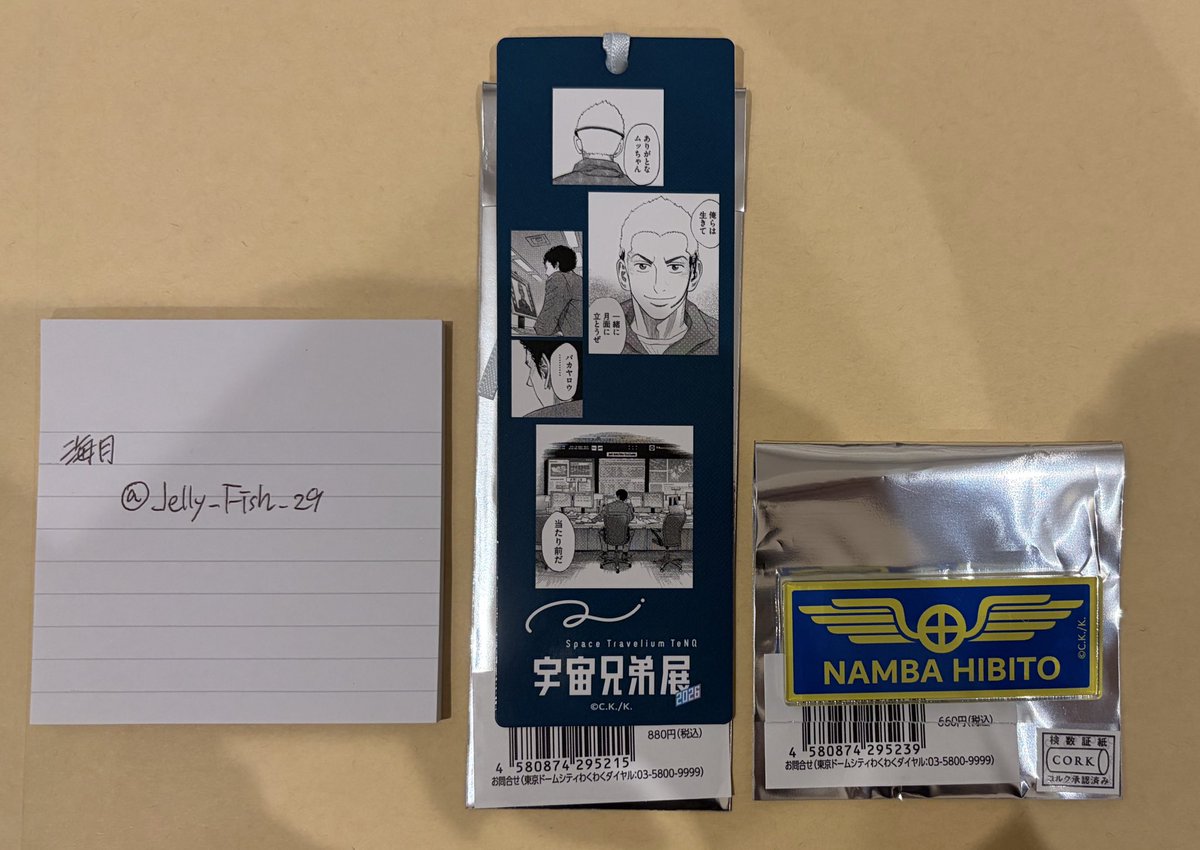 海月
@Jelly_Fish_29
ありがとな
ムッちゃん
俺らは
生きて
一緒に
月面に
立とうぜ
バカヤロウ
………
当たり前だ
Space Travelium TeNQ
宇宙兄弟展
2026
©C.K./K.
880円(税込)
4 580874 295215
お問合せ(東京ドームシティわくわくダイヤル:03-5800-9999)
NAMBA HIBITO
©C.K./K.
660円(税込)
4 580874 295239
お問合せ(東京ドームシティわくわくダイヤル:03-5800-9999)
検数証紙
CORK
コルク承認済み